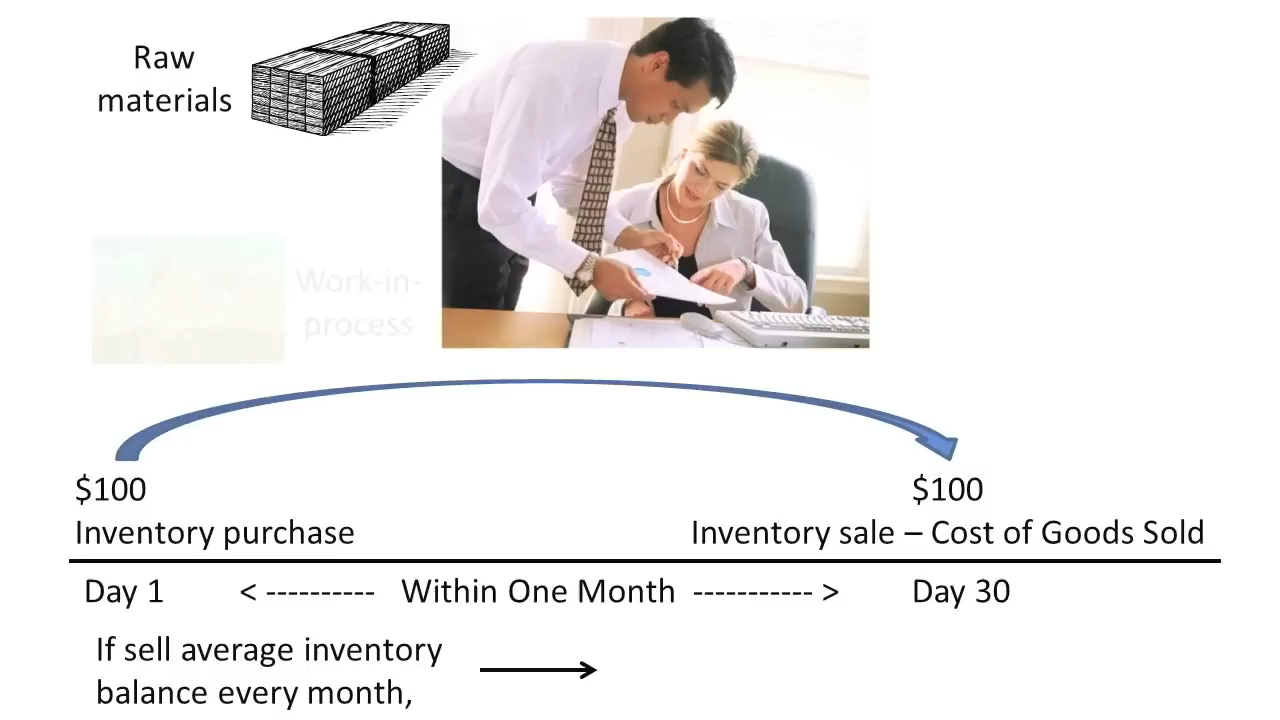 Raw
materials
Work-in-
process
$100
$100
Inventory purchase
Inventory sale – Cost of Goods Sold
Day 1 < ---------- Within One Month ----------- > Day 30
If sell average inventory
balance every month,